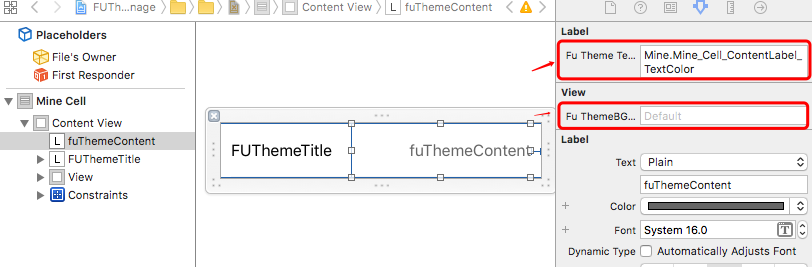 FUTh...nage
Content View
L fuThemeContent
Placeholders
File's Owner
First Responder
Mine Cell
Content View
L fuThemeContent
L FUThemeTitle
View
Constraints
FUThemeTitle
fuThemeContent
Label
Fu Theme Te... Mine.Mine_Cell_ContentLabel_
TextColor
View
Fu ThemeBG... Default
Label
Text Plain
fuThemeContent
Color
Font System 16.0 T
Dynamic Type Automatically Adjusts Font